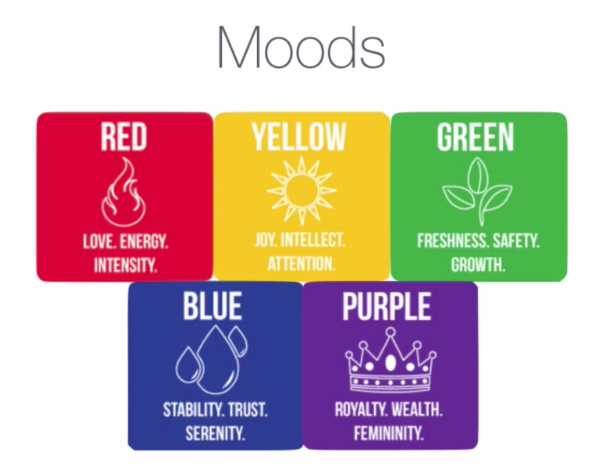 Moods
RED
LOVE. ENERGY.
INTENSITY.
YELLOW
JOY. INTELLECT.
ATTENTION.
GREEN
FRESHNESS. SAFETY.
GROWTH.
BLUE
STABILITY. TRUST.
SERENITY.
PURPLE
ROYALTY. WEALTH.
FEMININITY.